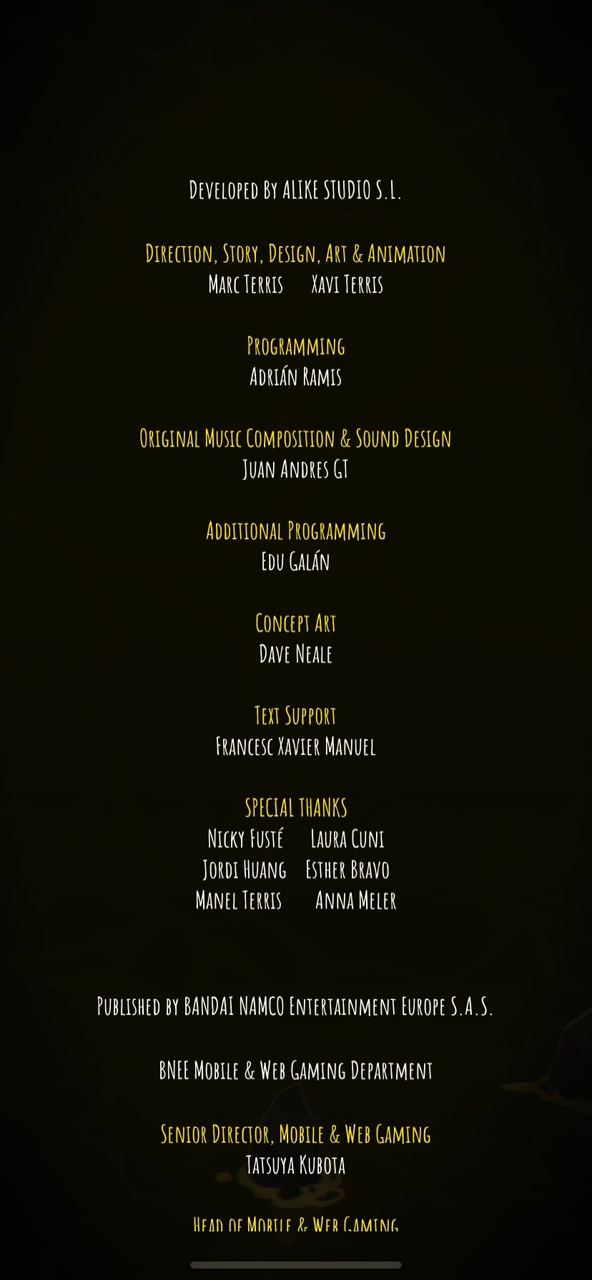 Developed By ALIKE STUDIO S.L.
Direction, Story, Design, Art & Animation
Marc Terris Xavi Terris
Programming
Adrián Ramis
Original Music Composition & Sound Design
Juan Andres GT
Additional Programming
Edu Galán
Concept Art
Dave Neale
Text Support
Francesc Xavier Manuel
SPECIAL THANKS
Nicky Fusté Laura Cuni
Jordi Huang Esther Bravo
Manel Terris Anna Meler
Published by BANDAI NAMCO Entertainment Europe S.A.S.
BNEE Mobile & Web Gaming Department
Senior Director, Mobile & Web Gaming
Tatsuya Kubota
Head of Mobile & Web Gaming